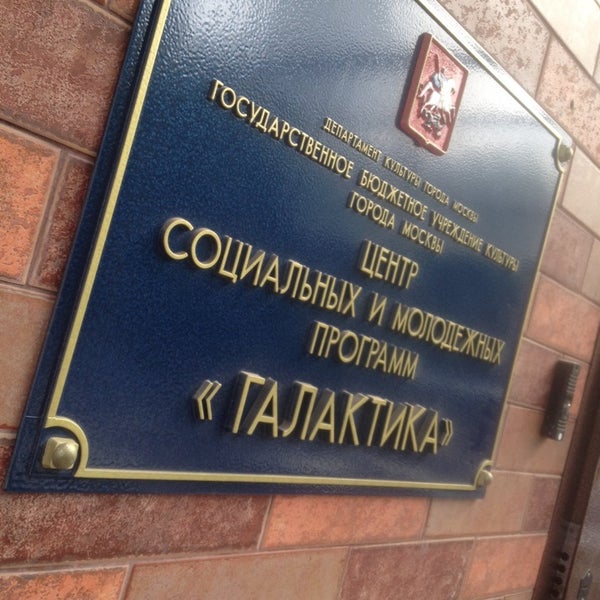 ДЕПАРТАМЕНТ КУЛЬТУРЫ ГОРОДА МОСКВЫ
ГОСУДАРСТВЕННОЕ БЮДЖЕТНОЕ УЧРЕЖДЕНИЕ КУЛЬТУРЫ
ГОРОДА МОСКВЫ
ЦЕНТР
СОЦИАЛЬНЫХ И МОЛОДЕЖНЫХ
ПРОГРАММ
«ГАЛАКТИКА»